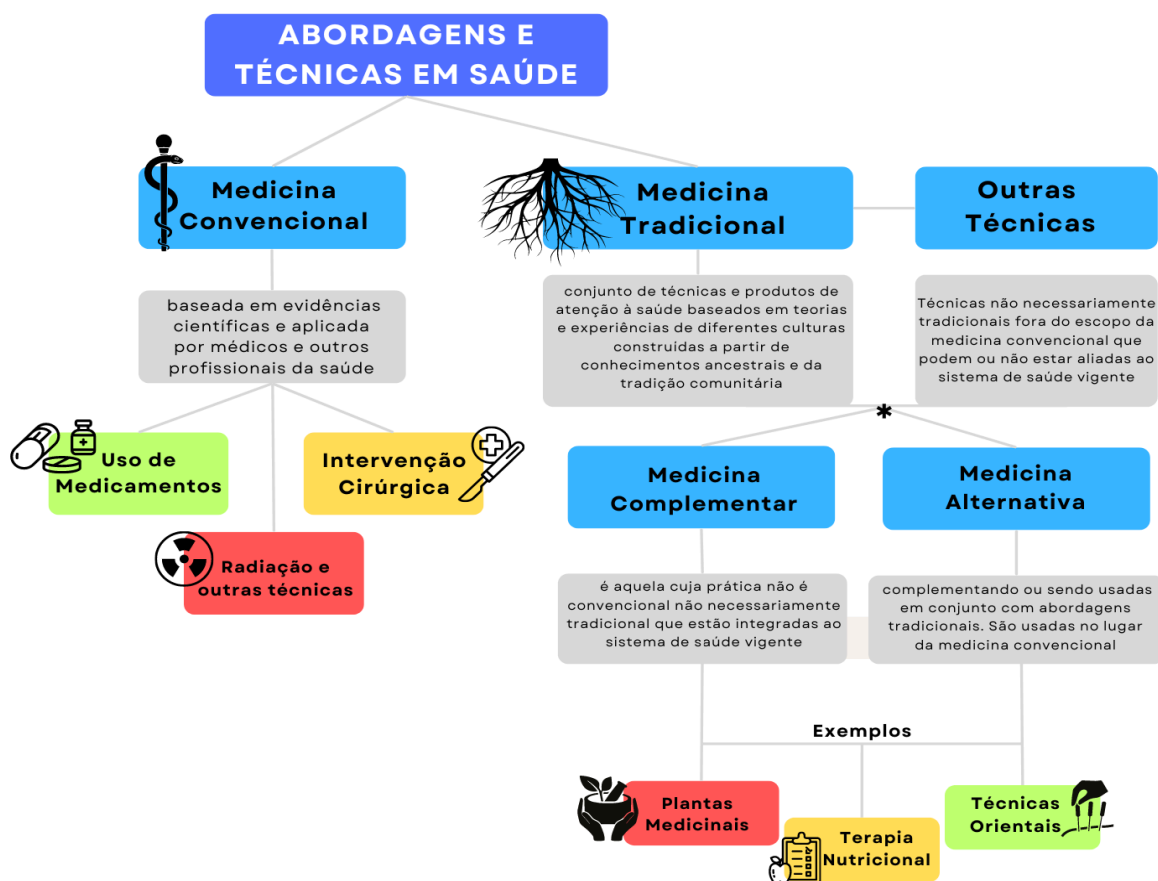 ABORDAGENS E
TÉCNICAS EM SAÚDE
Medicina
Convencional
Medicina
Tradicional
Outras
Técnicas
baseada em evidências
científicas e aplicada
por médicos e outros
profissionais da saúde
conjunto de técnicas e produtos de
atenção à saúde baseados em teorias
e experiências de diferentes culturas
construídas a partir de
conhecimentos ancestrais e da
tradição comunitária
Técnicas não necessariamente
tradicionais fora do escopo da
medicina convencional que
podem ou não estar aliadas ao
sistema de saúde vigente
*
Uso de
Medicamentos
Intervenção
Cirúrgica
Radiação e
outras técnicas
Medicina
Complementar
Medicina
Alternativa
é aquela cuja prática não é
convencional não necessariamente
tradicional que estão integradas ao
sistema de saúde vigente
complementando ou sendo usadas
em conjunto com abordagens
tradicionais. São usadas no lugar
da medicina convencional
Exemplos
Plantas
Medicinais
Terapia
Nutricional
Técnicas
Orientais